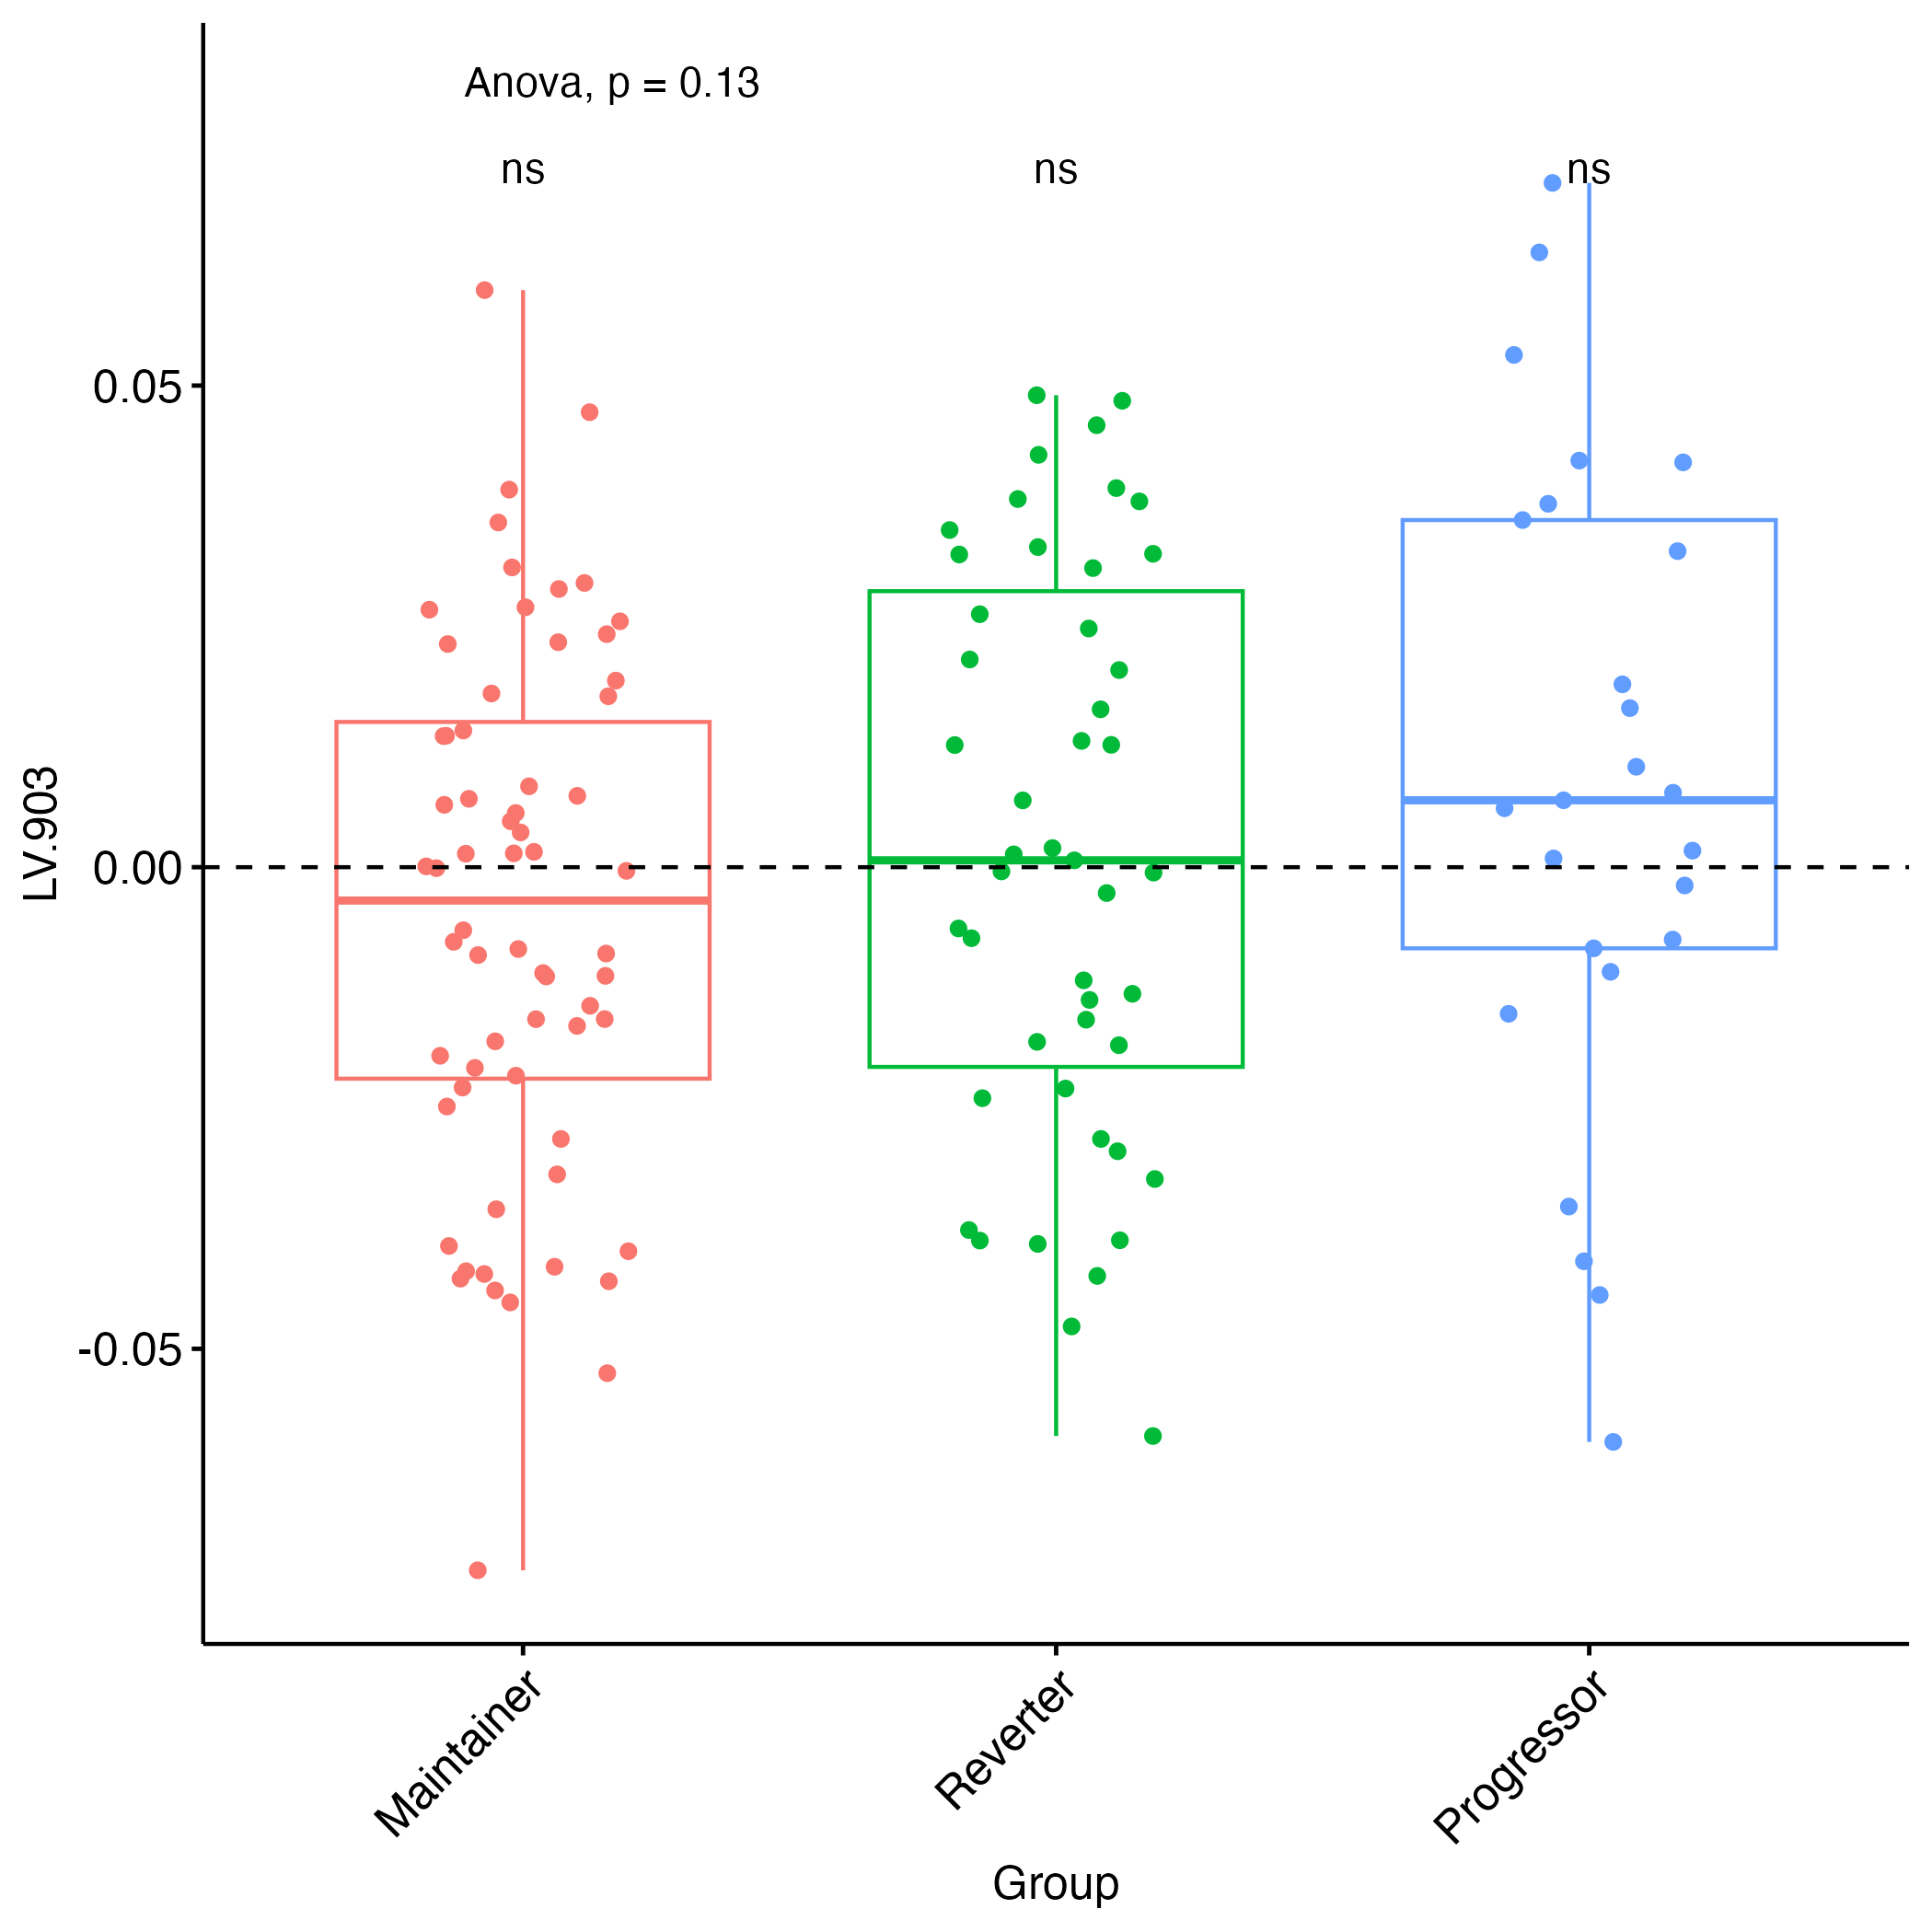 Anova, p = 0.13
ns ns ns
0.05
0.00
-0.05
LV.903
Maintainer Reverter Progressor
Group